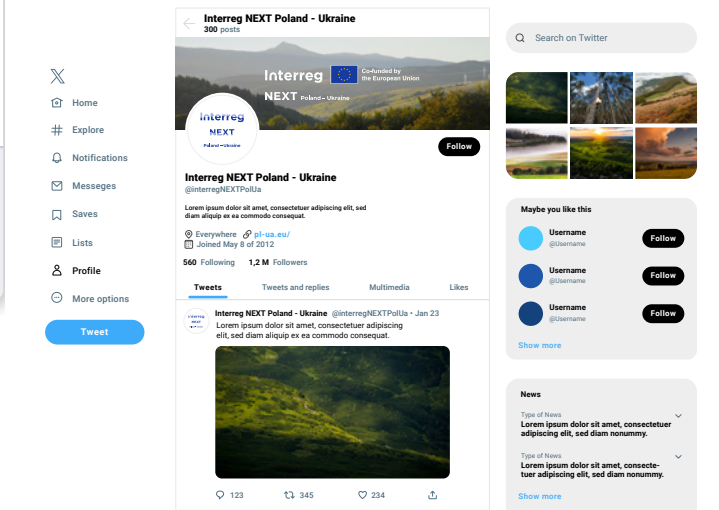 Home
Explore
Notifications
Messeges
Saves
Lists
Profile
More options
Tweet
Interreg NEXT Poland - Ukraine
300 posts
Interreg
Co-funded by
the European Union
NEXT Poland – Ukraine
Interreg
NEXT
Poland – Ukraine
Follow
Interreg NEXT Poland - Ukraine
@interregNEXTPolUa
Lorem ipsum dolor sit amet, consectetuer adipiscing elit, sed
diam aliquip ex ea commodo consequat.
Everywhere pl-ua.eu/
Joined May 8 of 2012
560 Following 1,2 M Followers
Tweets Tweets and replies Multimedia Likes
Interreg
NEXT
Interreg NEXT Poland - Ukraine @interregNEXTPolUa • Jan 23
Lorem ipsum dolor sit amet, consectetuer adipiscing
elit, sed diam aliquip ex ea commodo consequat.
123 345 234
Search on Twitter
Maybe you like this
Username
@Username
Follow
Username
@Username
Follow
Username
@Username
Follow
Show more
News
Type of News
Lorem ipsum dolor sit amet, consectetuer
adipiscing elit, sed diam nonummy.
Type of News
Lorem ipsum dolor sit amet, consecte-
tuer adipiscing elit, sed diam nonummy.
Show more